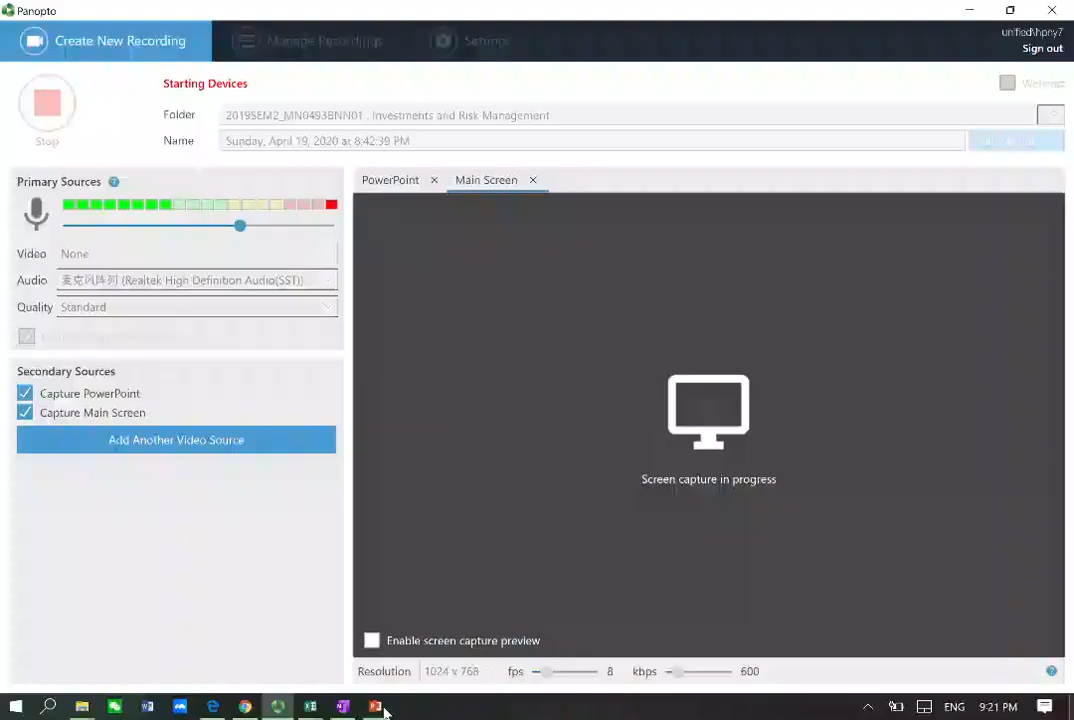 Panopto
Create New Recording
Manage Recordings
Settings
unified\hpny7
Sign out
Starting Devices
Webcast
Folder
2019SEM2_MN0493BNN01 : Investments and Risk Management
Stop
Name
Sunday, April 19, 2020 at 8:42:39 PM
Primary Sources
PowerPoint
Main Screen
Video
None
Audio
麦克风阵列 (Realtek High Definition Audio(SST))
Quality
Standard
Secondary Sources
Capture PowerPoint
Capture Main Screen
Add Another Video Source
Screen capture in progress
Enable screen capture preview
Resolution
1024 x 768
fps
8
kbps
600
ENG
9:21 PM